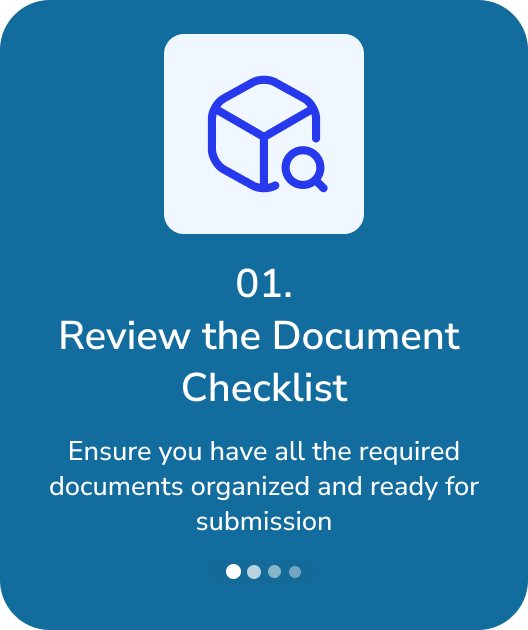 01.
Review the Document
Checklist
Ensure you have all the required
documents organized and ready for
submission